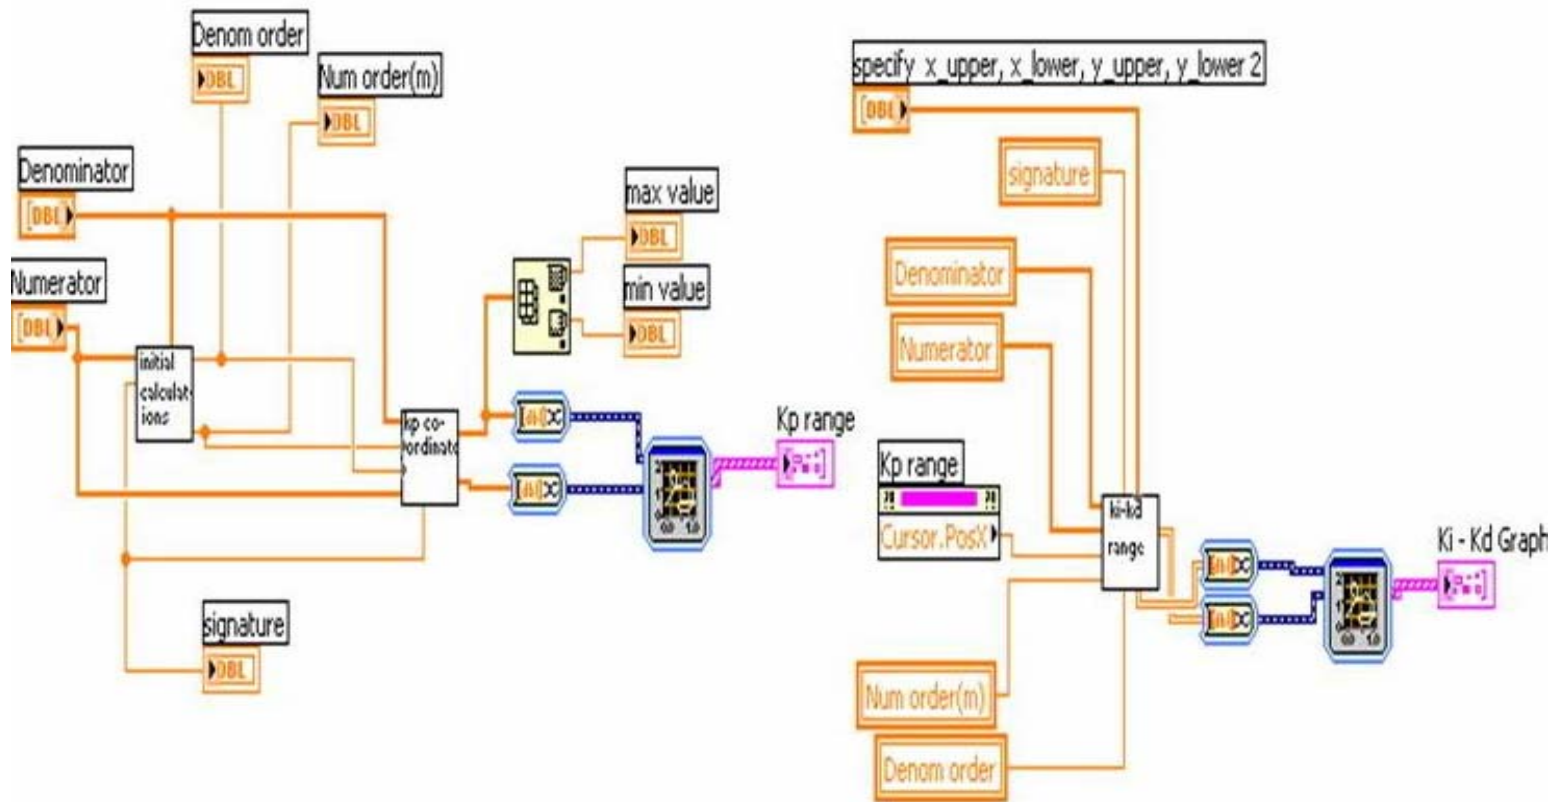 Denom order
DBL
Num order(m)
DBL
Denominator
[DBL]
Numerator
[DBL]
initial
calculat-
ions
max value
DBL
min value
DBL
kp co-
ordinate
Kp range
signature
DBL
specify x_upper, x_lower, y_upper, y_lower 2
[DBL]
signature
Denominator
Numerator
Kp range
Cursor.PosX
ki-kd
range
Ki - Kd Graph
Num order(m)
Denom order